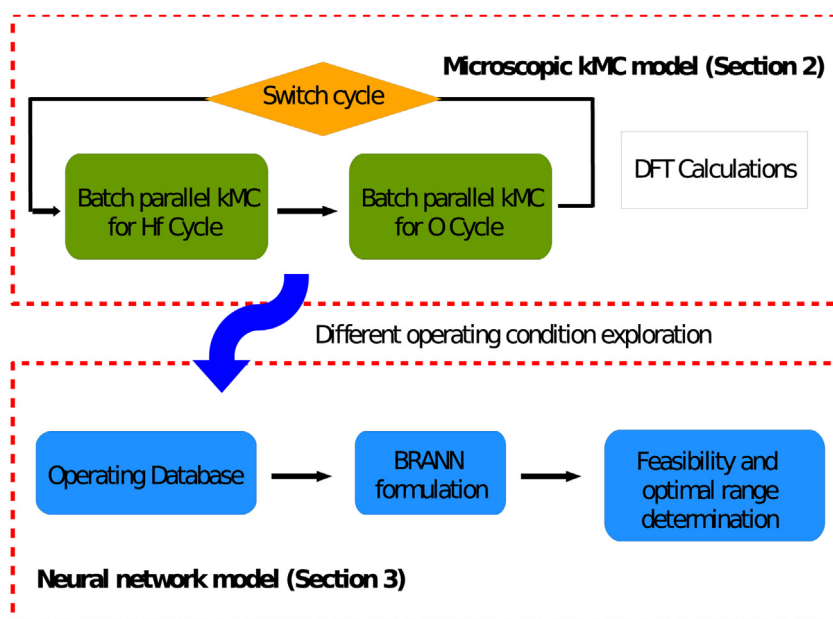 Microscopic kMC model (Section 2)
Switch cycle
Batch parallel kMC
for Hf Cycle
Batch parallel kMC
for O Cycle
DFT Calculations
Different operating condition exploration
Operating Database
BRANN
formulation
Feasibility and
optimal range
determination
Neural network model (Section 3)